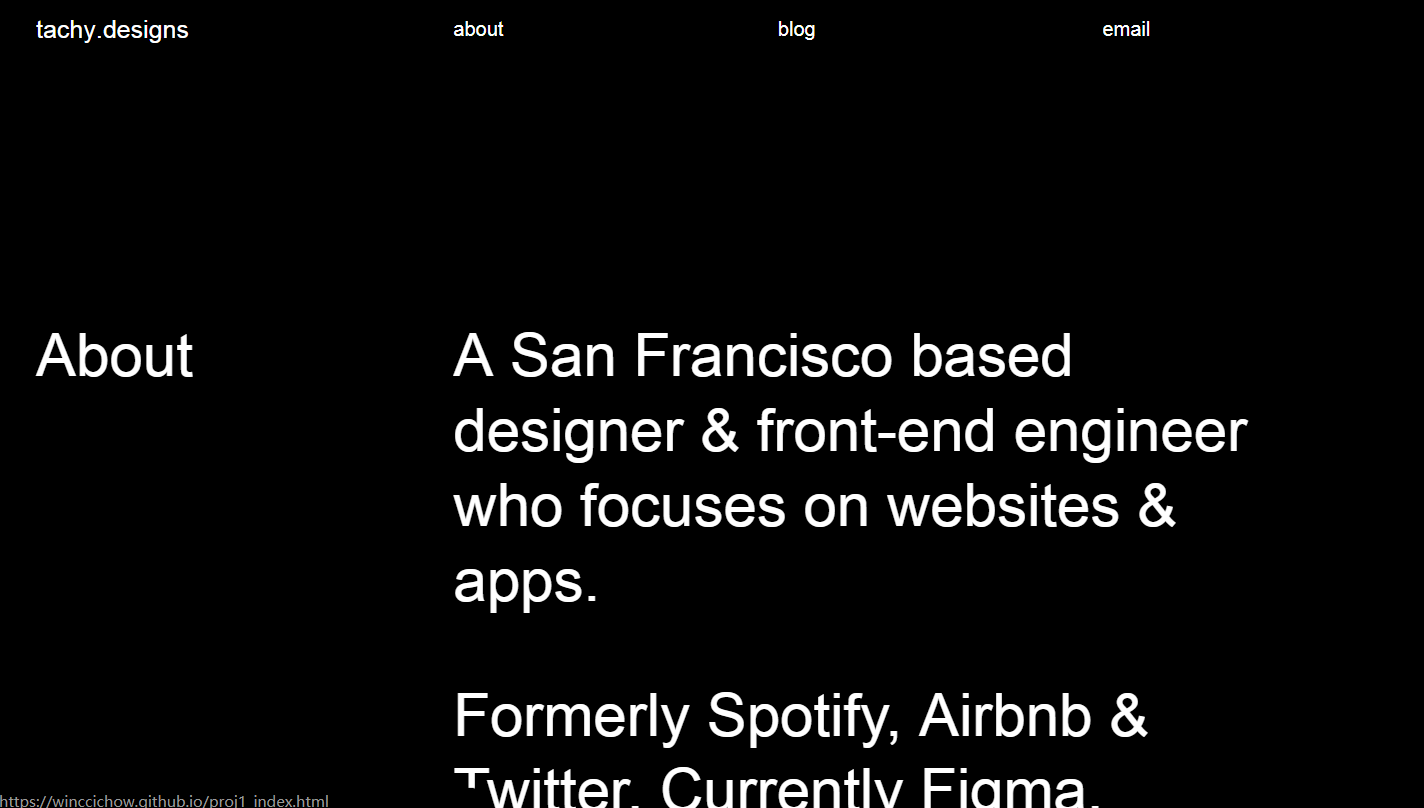 tachy.designs
about
blog
email
About
A San Francisco based
designer & front-end engineer
who focuses on websites &
apps.
Formerly Spotify, Airbnb &
Twitter. Currently Figma.
https://winccichow.github.io/proj1_index.html